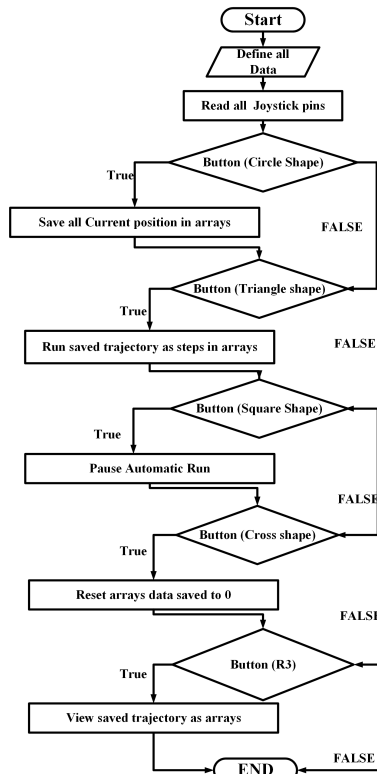 Start
Define all
Data
Read all Joystick pins
Button (Circle Shape)
True
Save all Current position in arrays
FALSE
Button (Triangle shape)
True
Run saved trajectory as steps in arrays
FALSE
Button (Square Shape)
True
Pause Automatic Run
FALSE
Button (Cross shape)
True
Reset arrays data saved to 0
FALSE
Button (R3)
True
View saved trajectory as arrays
FALSE
END